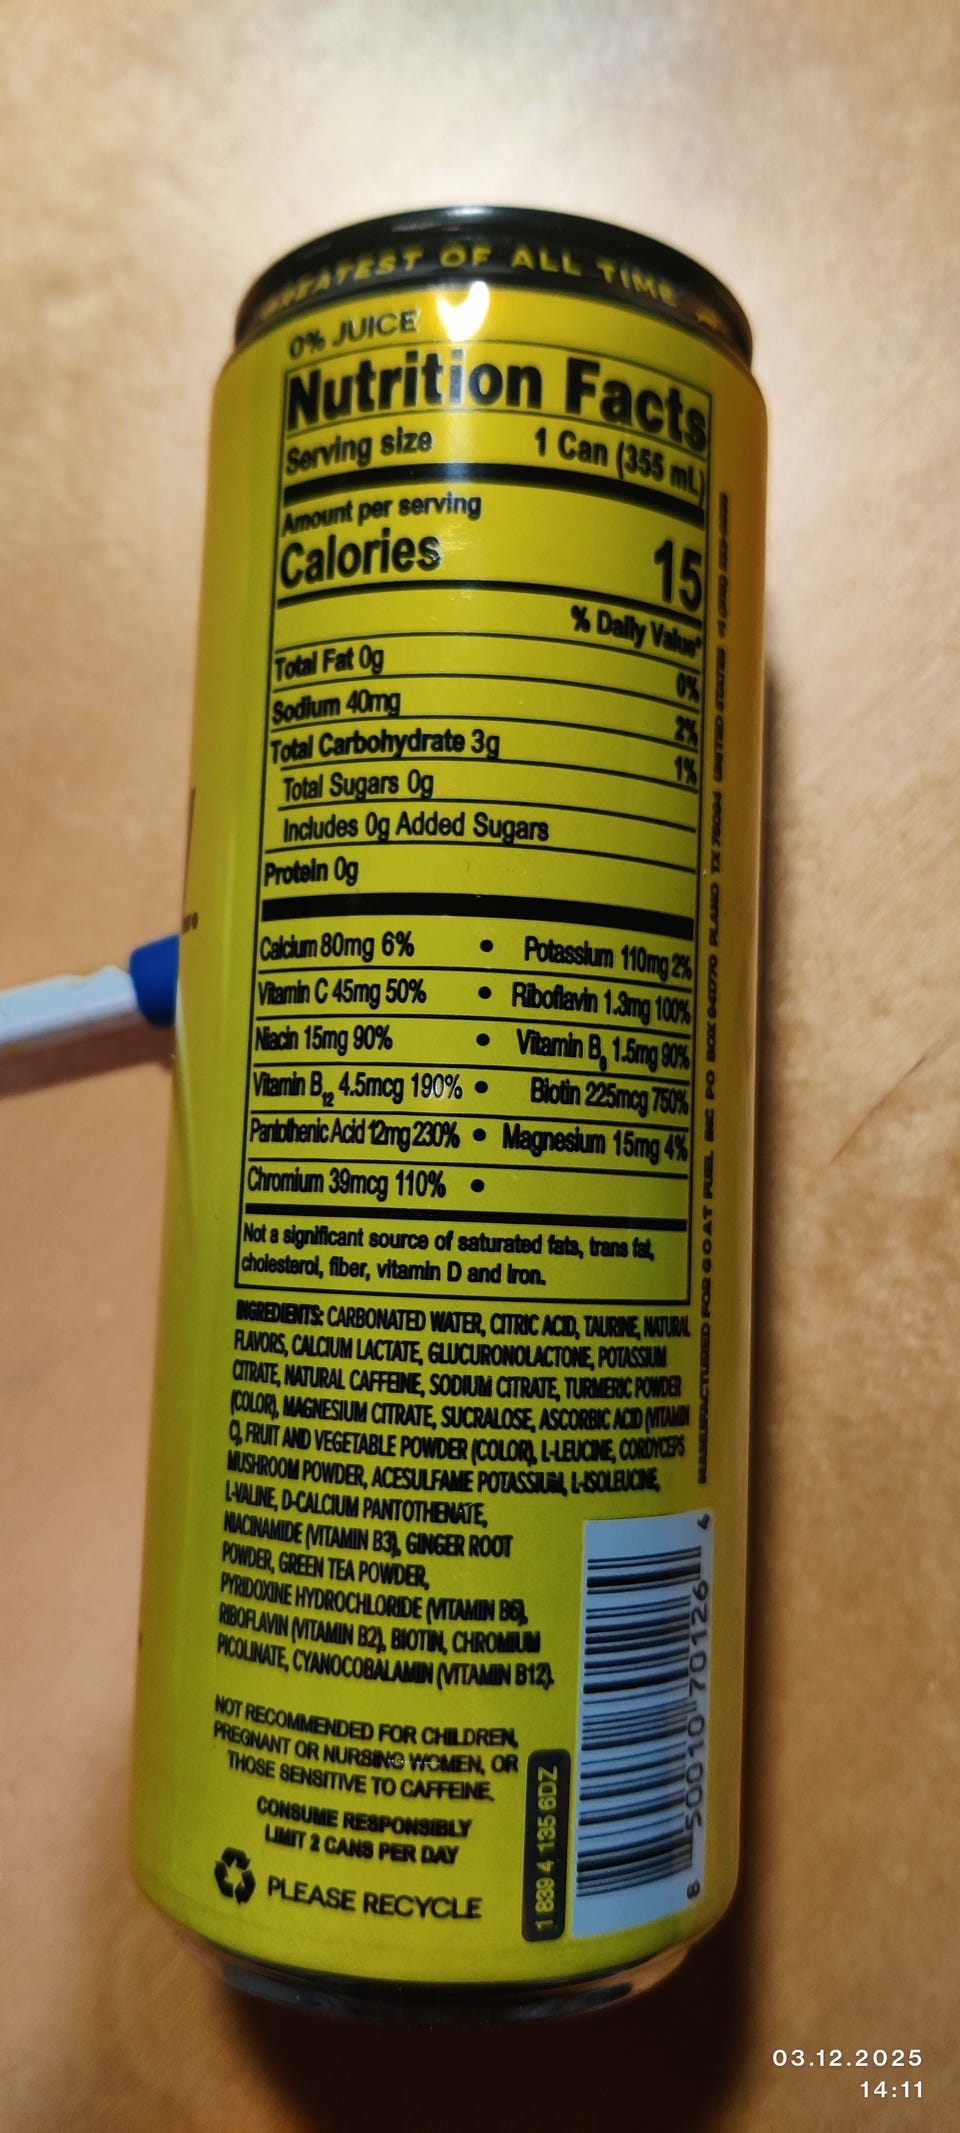 GREATEST OF ALL TIME
0% JUICE
Nutrition Facts
Serving size 1 Can (355 mL)
Amount per serving
Calories 15
% Daily Value*
Total Fat 0g 0%
Sodium 40mg 2%
Total Carbohydrate 3g 1%
Total Sugars 0g
Includes 0g Added Sugars
Protein 0g
Calcium 80mg 6% • Potassium 110mg 2%
Vitamin C 45mg 50% • Riboflavin 1.3mg 100%
Niacin 15mg 90% • Vitamin B6 1.5mg 90%
Vitamin B12 4.5mcg 190% • Biotin 225mcg 750%
Pantothenic Acid 12mg 230% • Magnesium 15mg 4%
Chromium 39mcg 110% •
Not a significant source of saturated fats, trans fat,
cholesterol, fiber, vitamin D and iron.
INGREDIENTS: CARBONATED WATER, CITRIC ACID, TAURINE, NATURAL
FLAVORS, CALCIUM LACTATE, GLUCURONOLACTONE, POTASSIUM
CITRATE, NATURAL CAFFEINE, SODIUM CITRATE, TURMERIC POWDER
(COLOR), MAGNESIUM CITRATE, SUCRALOSE, ASCORBIC ACID (VITAMIN
C), FRUIT AND VEGETABLE POWDER (COLOR), L-LEUCINE, CORDYCEPS
MUSHROOM POWDER, ACESULFAME POTASSIUM, L-ISOLEUCINE,
L-VALINE, D-CALCIUM PANTOTHENATE,
NIACINAMIDE (VITAMIN B3), GINGER ROOT
POWDER, GREEN TEA POWDER,
PYRIDOXINE HYDROCHLORIDE (VITAMIN B6),
RIBOFLAVIN (VITAMIN B2), BIOTIN, CHROMIUM
PICOLINATE, CYANOCOBALAMIN (VITAMIN B12).
NOT RECOMMENDED FOR CHILDREN,
PREGNANT OR NURSING WOMEN, OR
THOSE SENSITIVE TO CAFFEINE.
CONSUME RESPONSIBLY
LIMIT 2 CANS PER DAY
PLEASE RECYCLE
1 839 4 135 6DZ
8 50010 70126 4
MANUFACTURED FOR G.O.A.T FUEL INC PO BOX 941770 PLANO TX 75094 UNITED STATES
03.12.2025
14:11